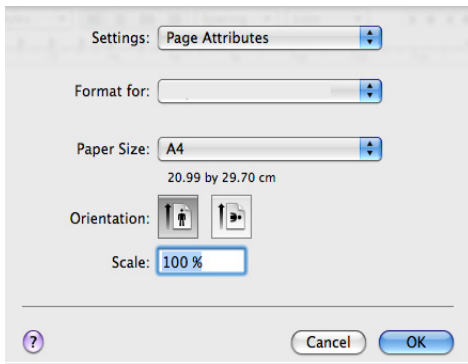 Settings: Page Attributes
Format for:
Paper Size: A4
20.99 by 29.70 cm
Orientation:
Scale: 100 %
? Cancel OK